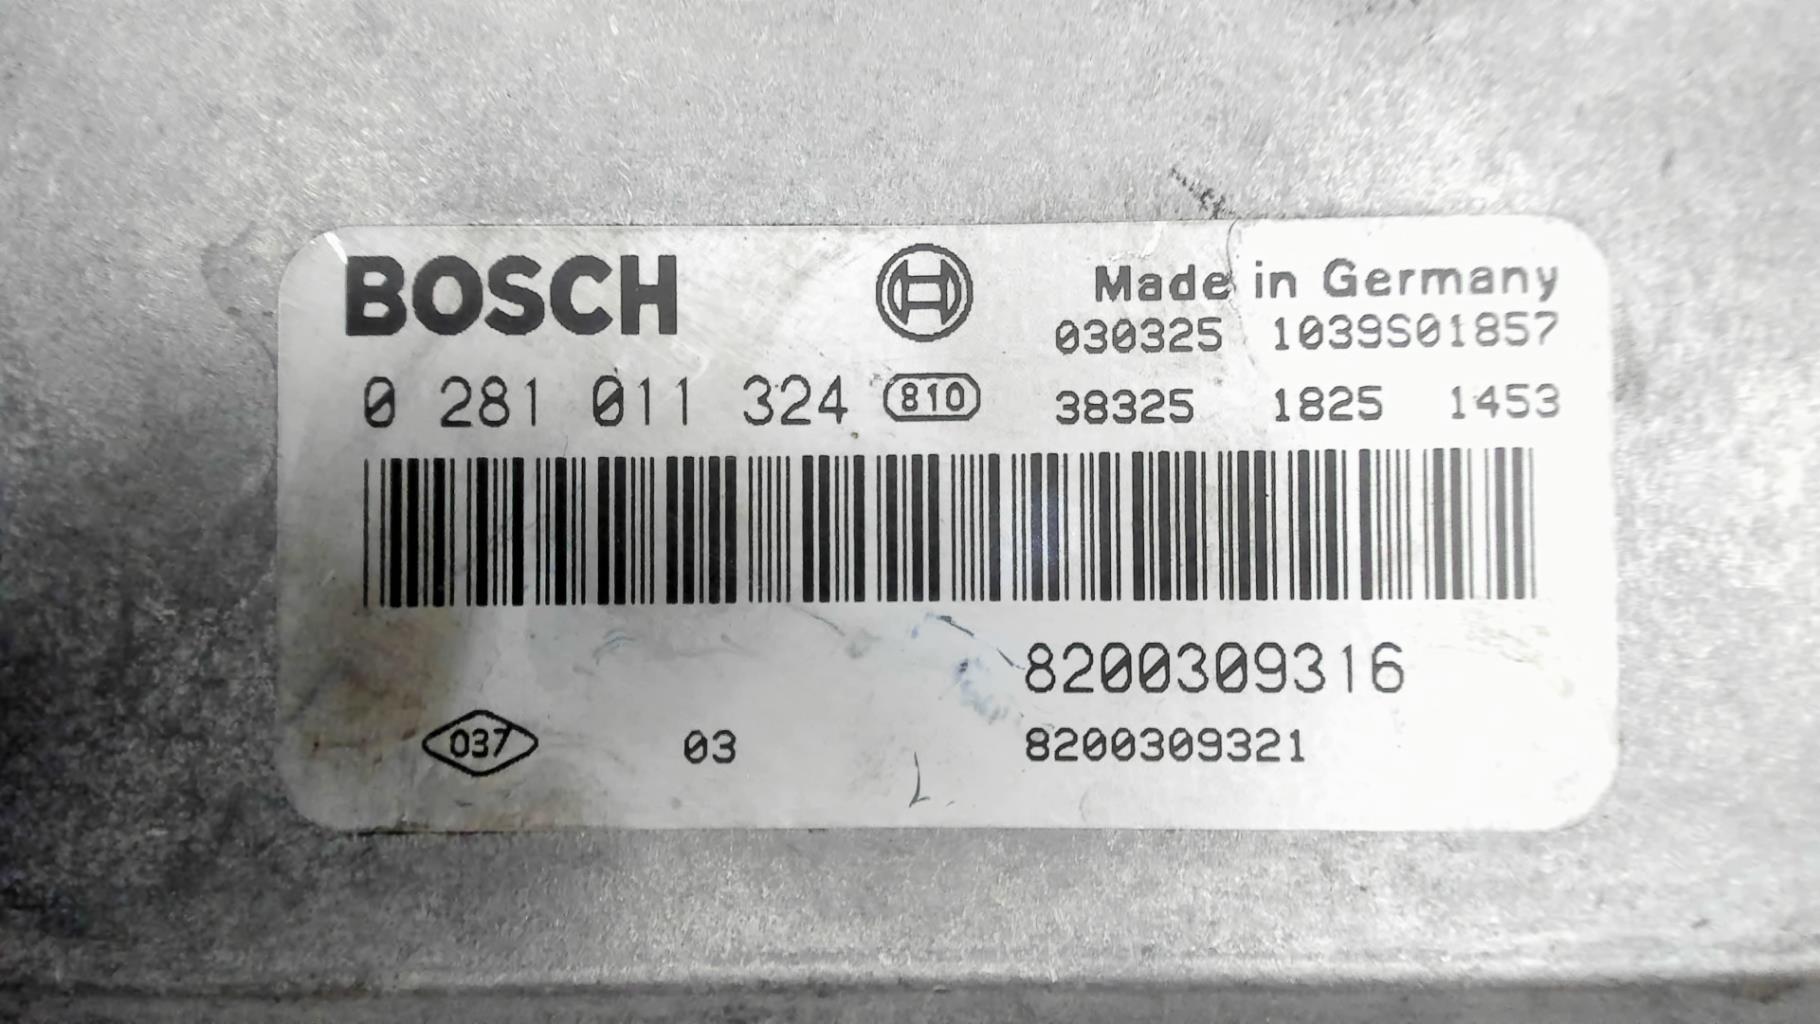 BOSCH
Made in Germany
030325 1039S01857
0 281 011 324 810
38325 1825 1453
8200309316
037 03 8200309321